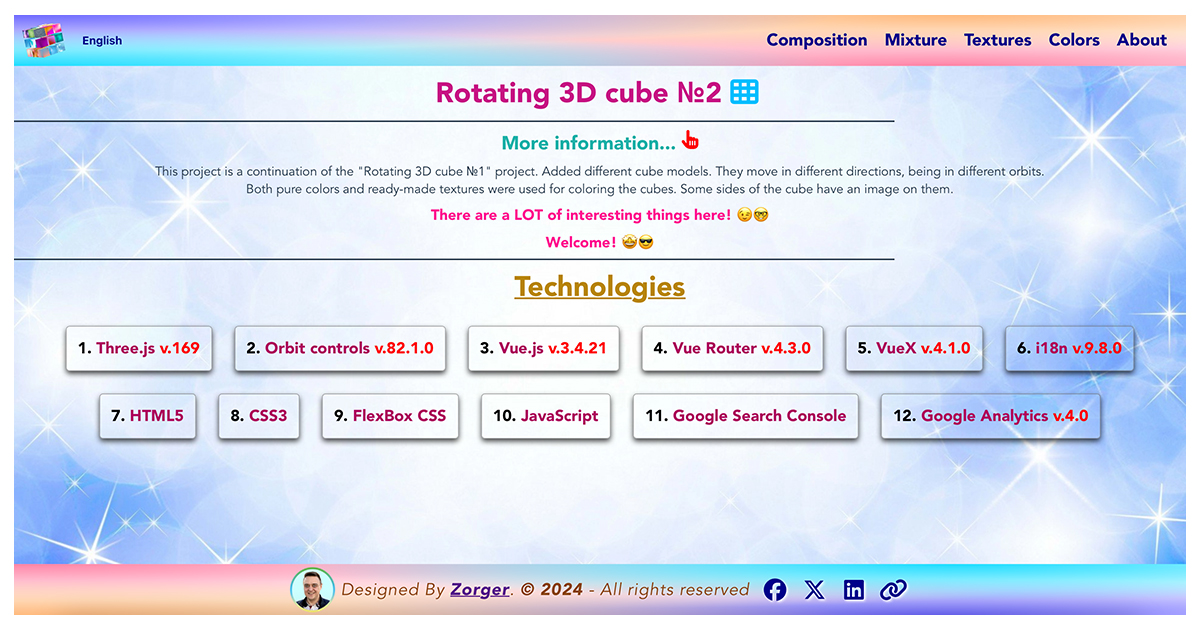 English
Composition Mixture Textures Colors About
Rotating 3D cube №2
More information...
This project is a continuation of the "Rotating 3D cube №1" project. Added different cube models. They move in different directions, being in different orbits.
Both pure colors and ready-made textures were used for coloring the cubes. Some sides of the cube have an image on them.
There are a LOT of interesting things here! 😉🤓
Welcome! 🤩😎
Technologies
1. Three.js v.169
2. Orbit controls v.82.1.0
3. Vue.js v.3.4.21
4. Vue Router v.4.3.0
5. VueX v.4.1.0
6. i18n v.9.8.0
7. HTML5
8. CSS3
9. FlexBox CSS
10. JavaScript
11. Google Search Console
12. Google Analytics v.4.0
Designed By Zorger. © 2024 - All rights reserved